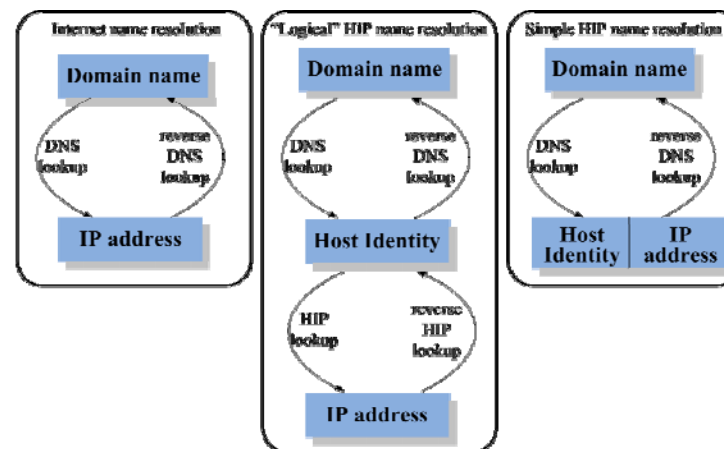 Internet name resolution
Domain name
DNS
lookup
reverse
DNS
lookup
IP address
“Logical” HIP name resolution
Domain name
DNS
lookup
reverse
DNS
lookup
Host Identity
HIP
lookup
reverse
HIP
lookup
IP address
Simple HIP name resolution
Domain name
DNS
lookup
reverse
DNS
lookup
Host
Identity
IP
address